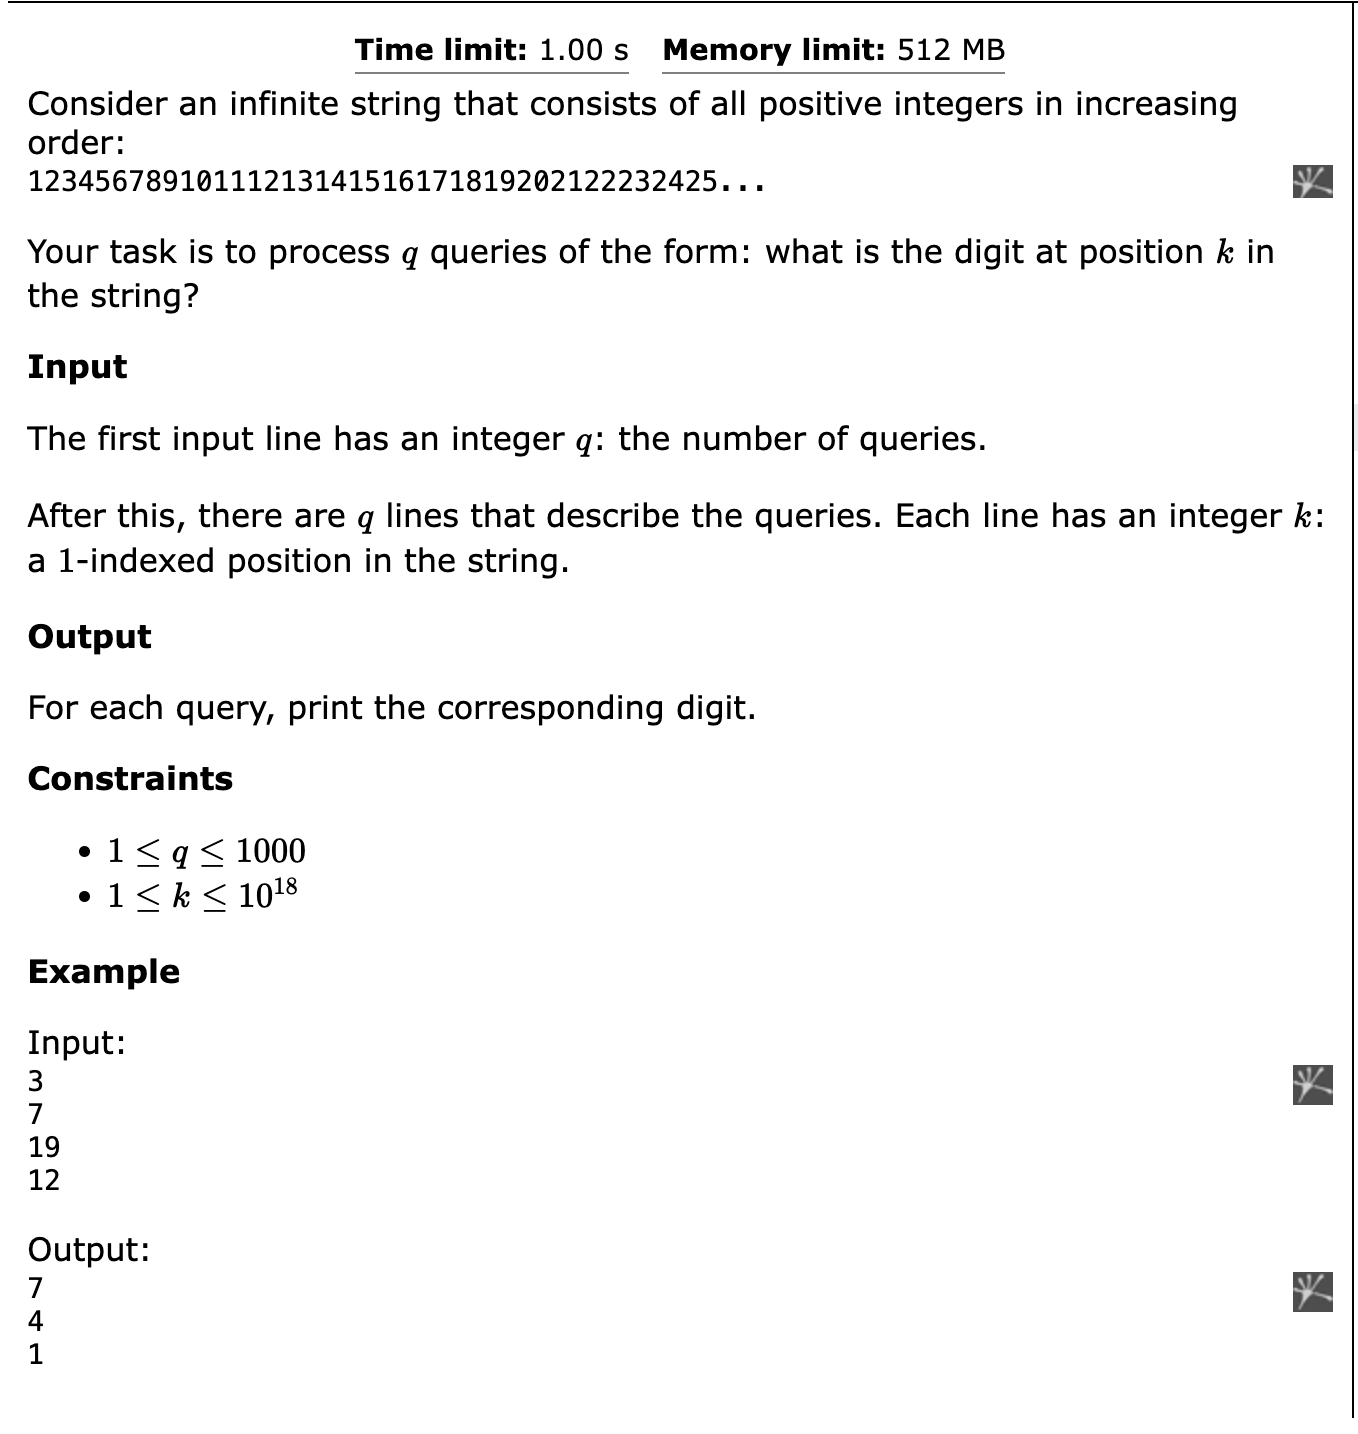 Time limit: 1.00 s Memory limit: 512 MB
Consider an infinite string that consists of all positive integers in increasing
order:
12345678910111213141516171819202122232425...
Your task is to process q queries of the form: what is the digit at position k in
the string?
Input
The first input line has an integer q: the number of queries.
After this, there are q lines that describe the queries. Each line has an integer k:
a 1-indexed position in the string.
Output
For each query, print the corresponding digit.
Constraints
• 1 ≤ q ≤ 1000
• 1 ≤ k ≤ 10^18
Example
Input:
3
7
19
12
Output:
7
4
1